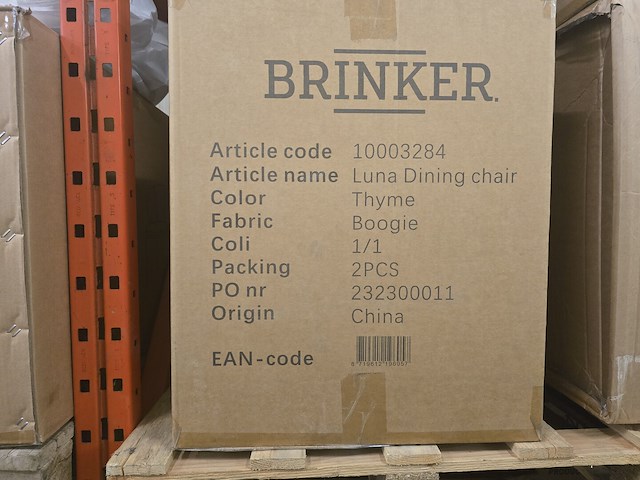 BRINKER.
Article code 10003284
Article name Luna Dining chair
Color Thyme
Fabric Boogie
Coli 1/1
Packing 2PCS
PO nr 232300011
Origin China
EAN-code